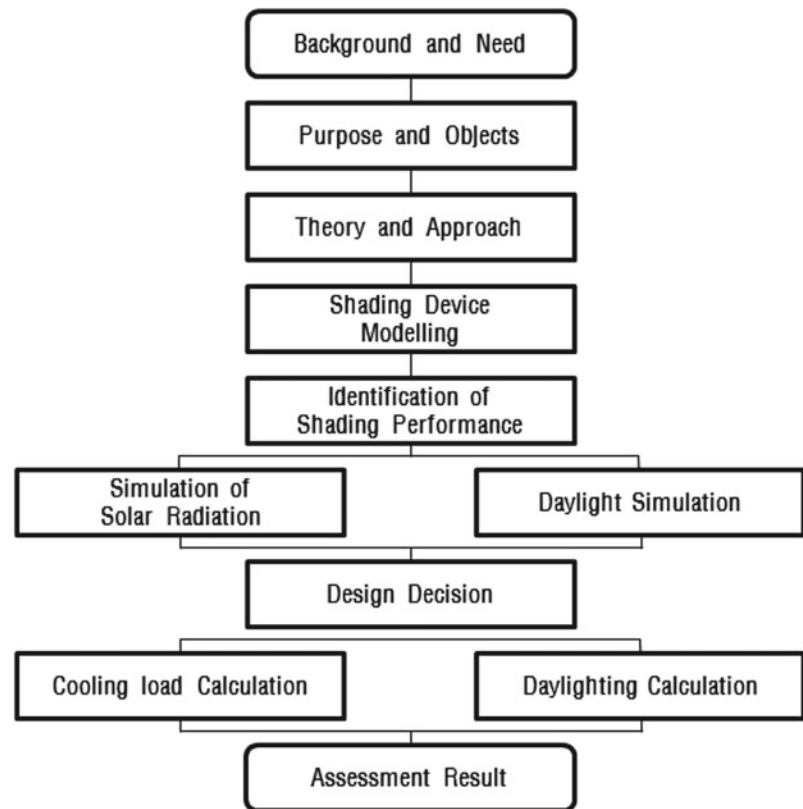 Background and Need
Purpose and Objects
Theory and Approach
Shading Device
Modelling
Identification of
Shading Performance
Simulation of
Solar Radiation
Daylight Simulation
Design Decision
Cooling load Calculation
Daylighting Calculation
Assessment Result